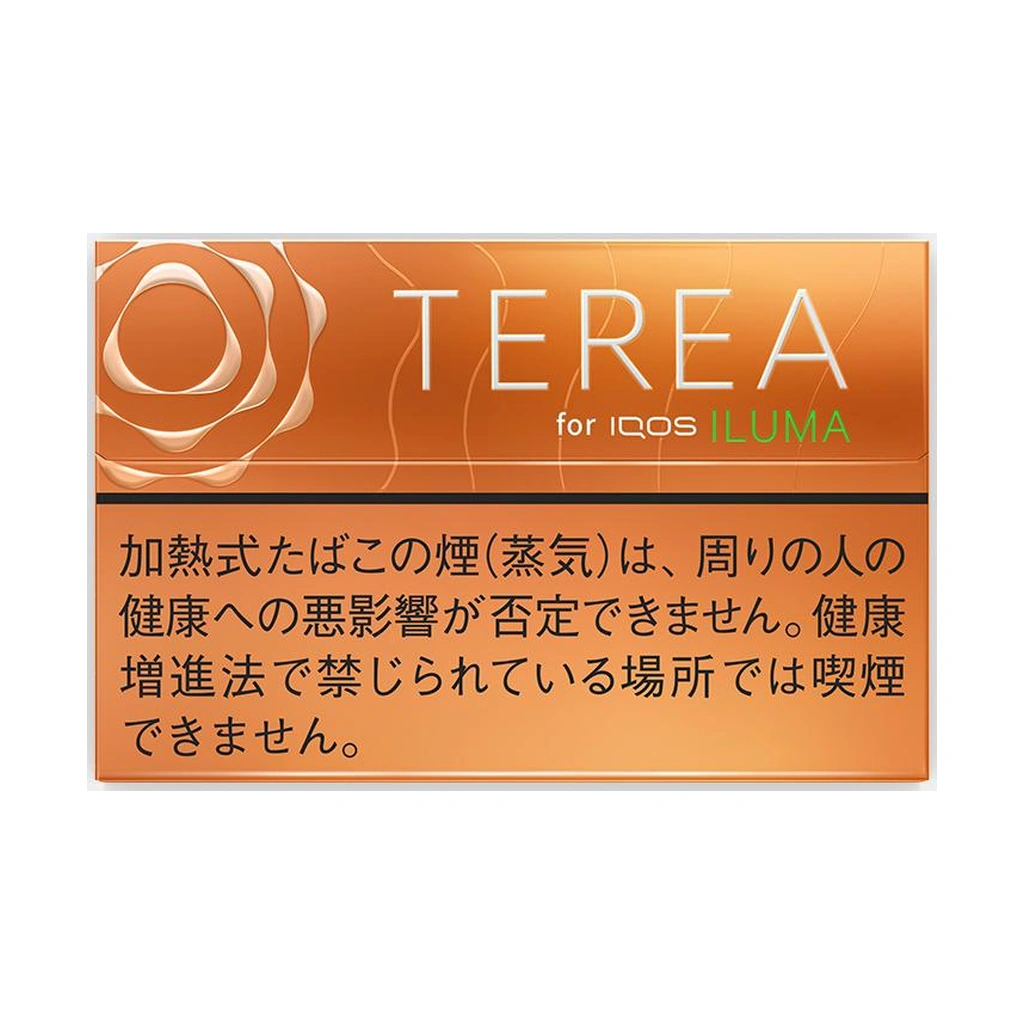 TEREA
for IQOS ILUMA
加熱式たばこの煙(蒸気)は、周りの人の
健康への悪影響が否定できません。健康
増進法で禁じられている場所では喫煙
できません。